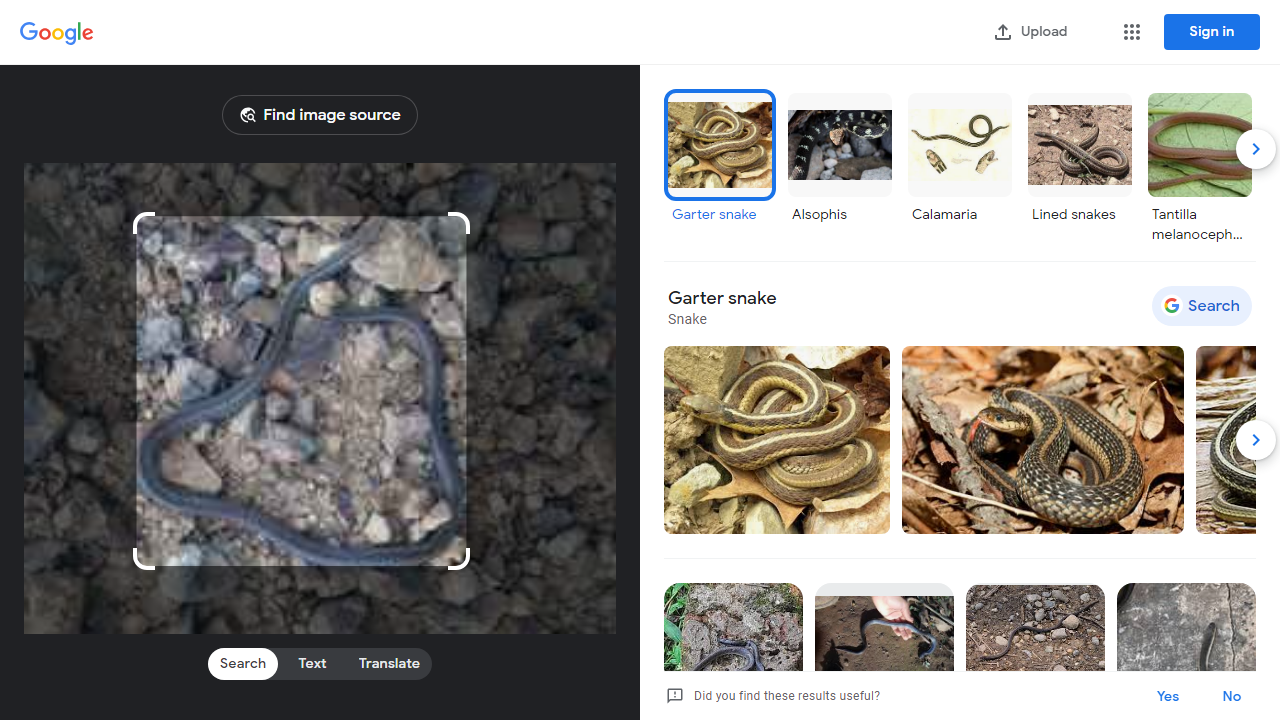 Google
Upload
Sign in
Find image source
Garter snake
Alsophis
Calamaria
Lined snakes
Tantilla
melanoceph...
Garter snake
Snake
Search
Search
Text
Translate
Did you find these results useful?
Yes
No